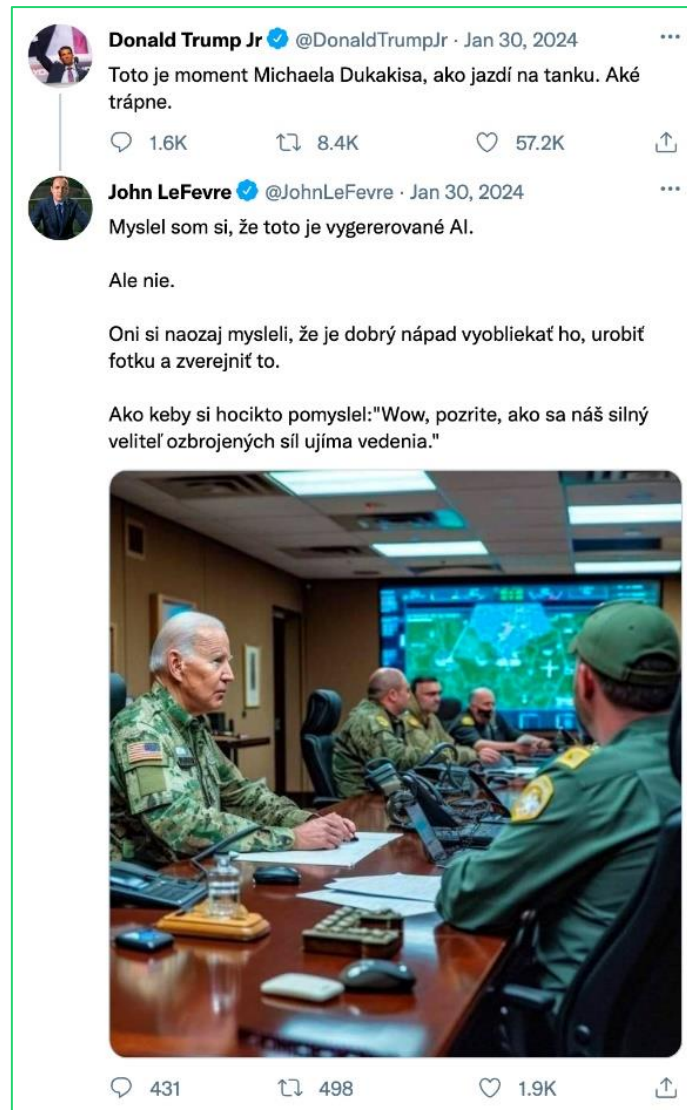 Donald Trump Jr @DonaldTrumpJr · Jan 30, 2024
Toto je moment Michaela Dukakisa, ako jazdí na tanku. Aké
trápne.
1.6K 8.4K 57.2K
John LeFevre @JohnLeFevre · Jan 30, 2024
Myslel som si, že toto je vygererované AI.
Ale nie.
Oni si naozaj mysleli, že je dobrý nápad vyobliekať ho, urobiť
fotku a zverejniť to.
Ako keby si hocikto pomyslel:"Wow, pozrite, ako sa náš silný
veliteľ ozbrojených síl ujíma vedenia."
431 498 1.9K